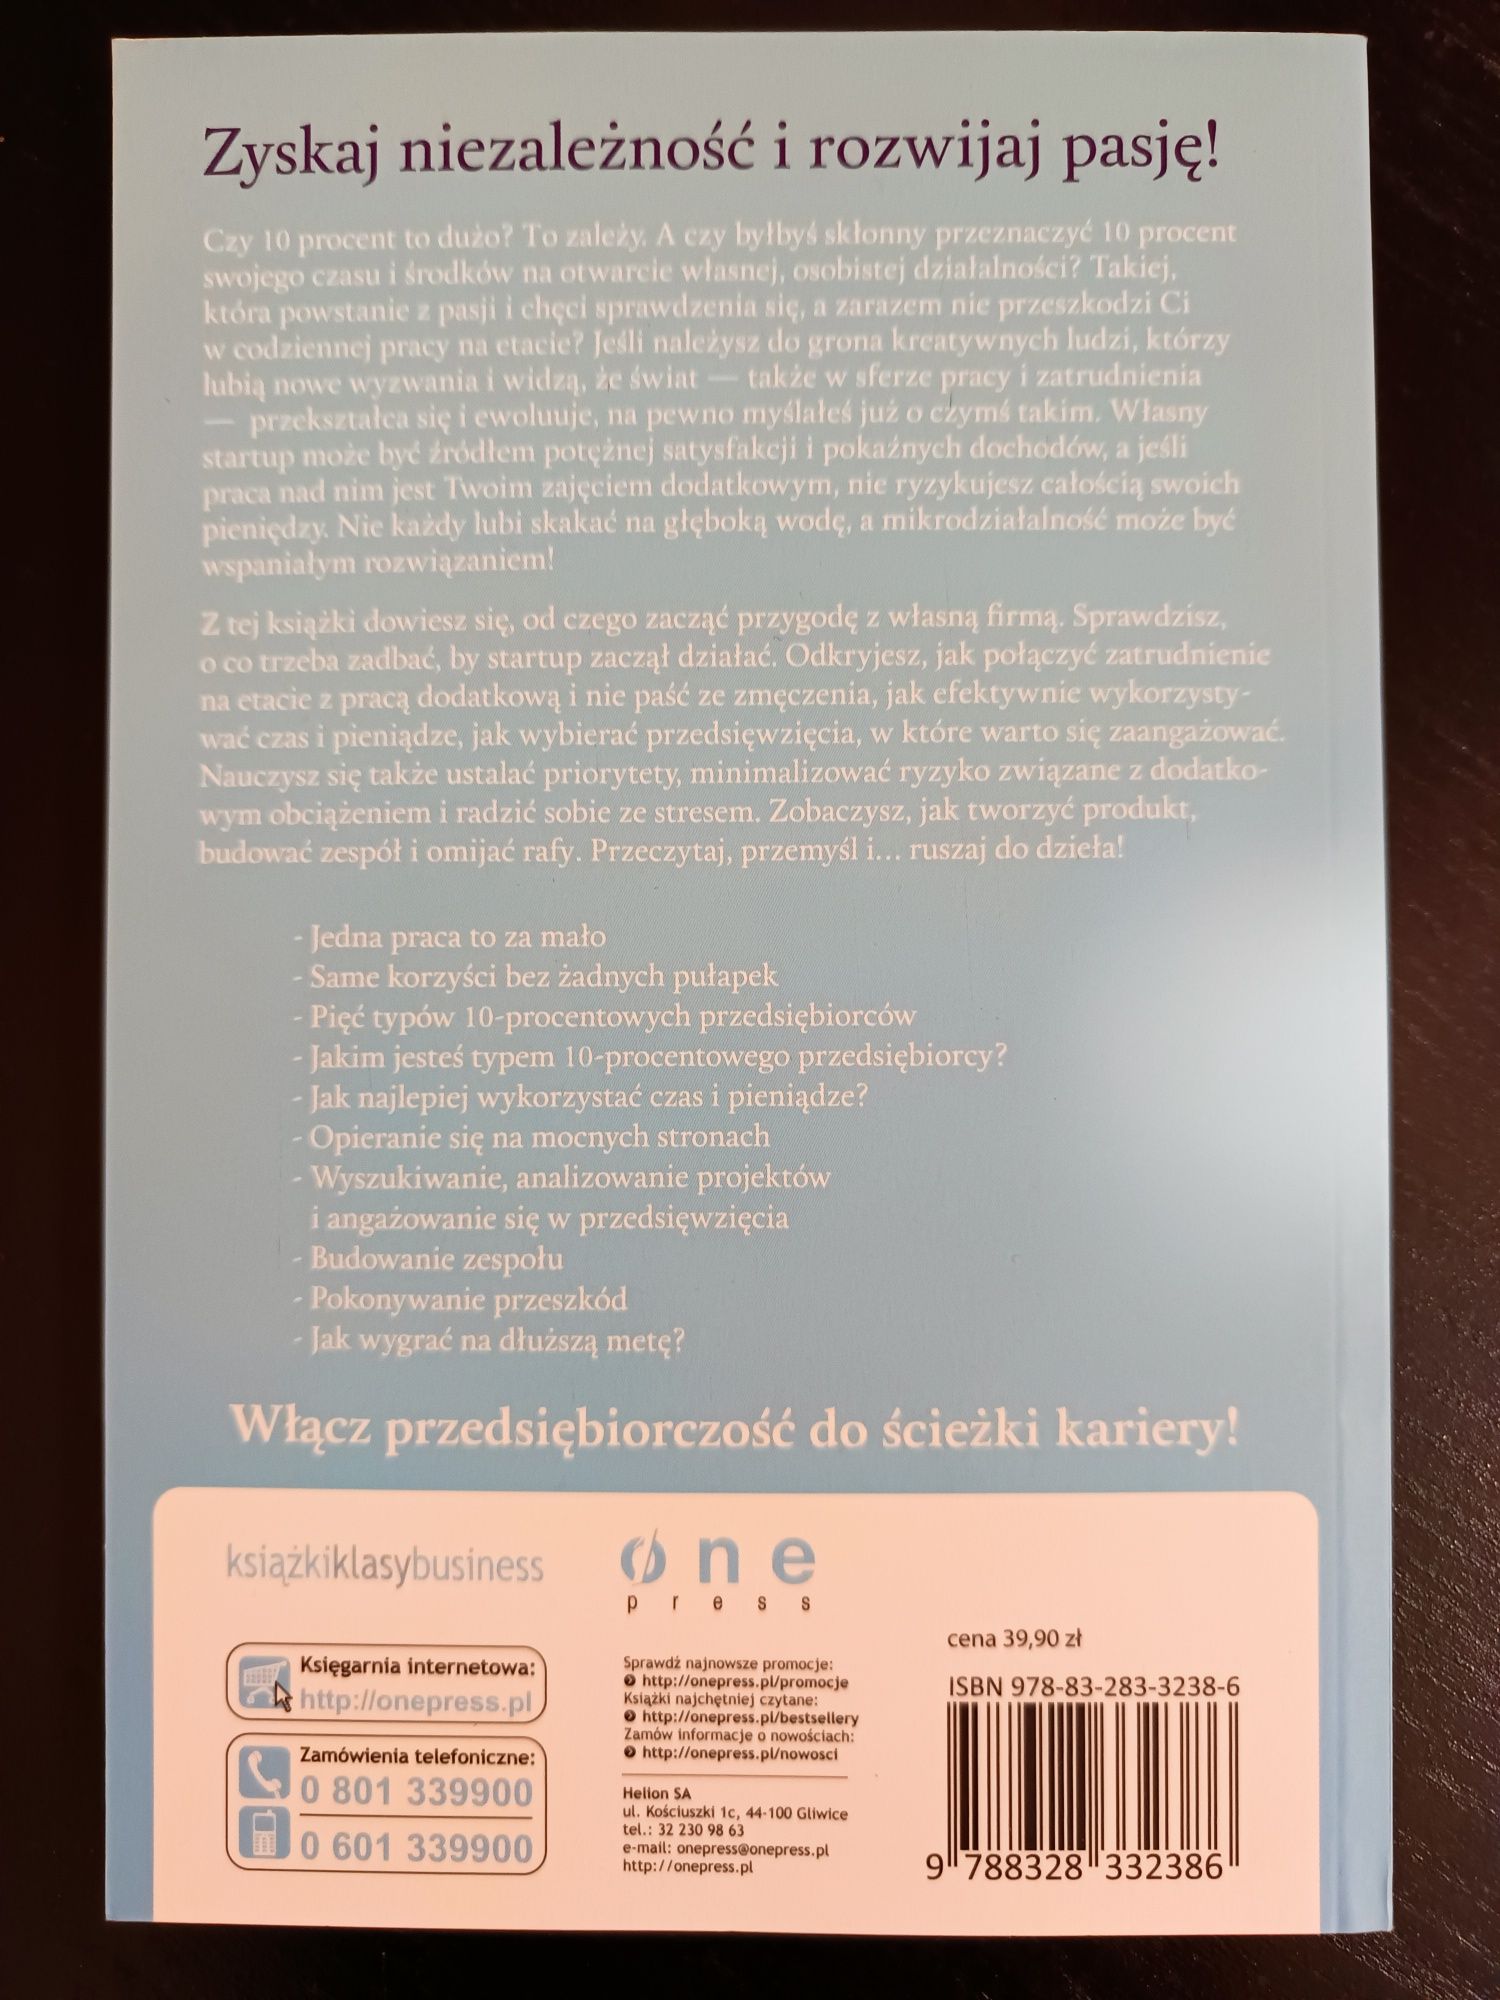 Zyskaj niezależność i rozwijaj pasję!
Czy 10 procent to dużo? To zależy. A czy byłbyś skłonny przeznaczyć 10 procent
swojego czasu i środków na otwarcie własnej, osobistej działalności? Takiej,
która powstanie z pasji i chęci sprawdzenia się, a zarazem nie przeszkodzi Ci
w codziennej pracy na etacie? Jeśli należysz do grona kreatywnych ludzi, którzy
lubią nowe wyzwania i widzą, że świat — także w sferze pracy i zatrudnienia
— przekształca się i ewoluuje, na pewno myślałeś już o czymś takim. Własny
startup może być źródłem potężnej satysfakcji i pokaźnych dochodów, a jeśli
praca nad nim jest Twoim zajęciem dodatkowym, nie ryzykujesz całością swoich
pieniędzy. Nie każdy lubi skakać na głęboką wodę, a mikrodziałalność może być
wspaniałym rozwiązaniem!
Z tej książki dowiesz się, od czego zacząć przygodę z własną firmą. Sprawdzisz,
o co trzeba zadbać, by startup zaczął działać. Odkryjesz, jak połączyć zatrudnienie
na etacie z pracą dodatkową i nie paść ze zmęczenia, jak efektywnie wykorzysty-
wać czas i pieniądze, jak wybierać przedsięwzięcia, w które warto się zaangażować.
Nauczysz się także ustalać priorytety, minimalizować ryzyko związane z dodatko-
wym obciążeniem i radzić sobie ze stresem. Zobaczysz, jak tworzyć produkt,
budować zespół i omijać rafy. Przeczytaj, przemyśl i... ruszaj do dzieła!
- Jedna praca to za mało
- Same korzyści bez żadnych pułapek
- Pięć typów 10-procentowych przedsiębiorców
- Jakim jesteś typem 10-procentowego przedsiębiorcy?
- Jak najlepiej wykorzystać czas i pieniądze?
- Opieranie się na mocnych stronach
- Wyszukiwanie, analizowanie projektów
i angażowanie się w przedsięwzięcia
- Budowanie zespołu
- Pokonywanie przeszkód
- Jak wygrać na dłuższą metę?
Włącz przedsiębiorczość do ścieżki kariery!
książkiklasybusiness
Księgarnia internetowa:
http://onepress.pl
Zamówienia telefoniczne:
0 801 339900
0 601 339900
one
press
Sprawdź najnowsze promocje:
http://onepress.pl/promocje
Książki najchętniej czytane:
http://onepress.pl/bestsellery
Zamów informacje o nowościach:
http://onepress.pl/nowosci
Helion SA
ul. Kościuszki 1c, 44-100 Gliwice
tel.: 32 230 98 63
e-mail: onepress@onepress.pl
http://onepress.pl
cena 39,90 zł
ISBN 978-83-283-3238-6
9 788328 332386